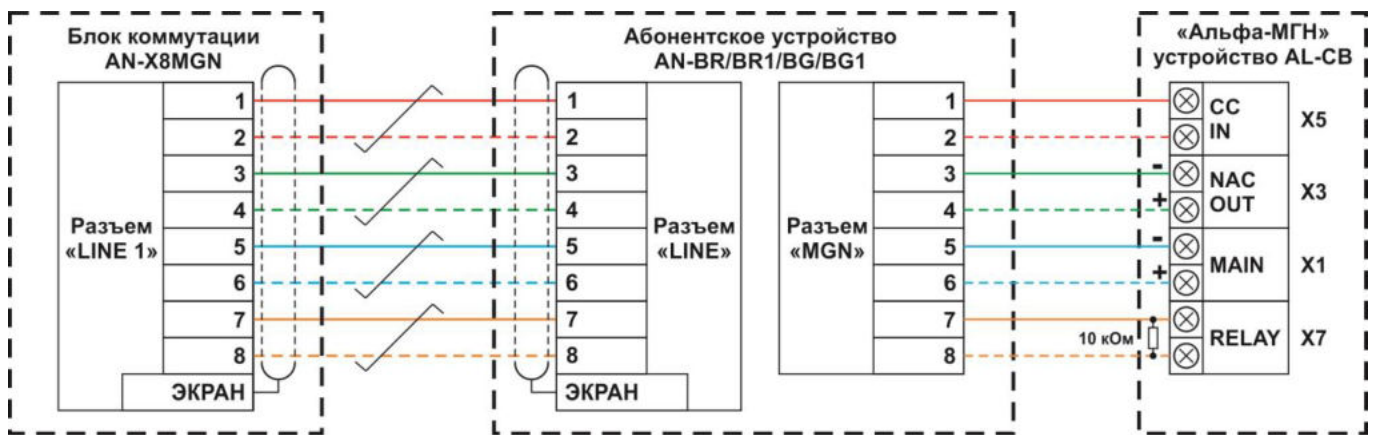 Блок коммутации
AN-X8MGN
Разъем
«LINE 1»
1
2
3
4
5
6
7
8
ЭКРАН
Абонентское устройство
AN-BR/BR1/BG/BG1
1
2
3
4
5
6
7
8
ЭКРАН
Разъем
«LINE»
Разъем
«MGN»
1
2
3
4
5
6
7
8
«Альфа-МГН»
устройство AL-CB
-
+
-
+
10 кОм
CC
IN
X5
NAC
OUT
X3
MAIN
X1
RELAY
X7